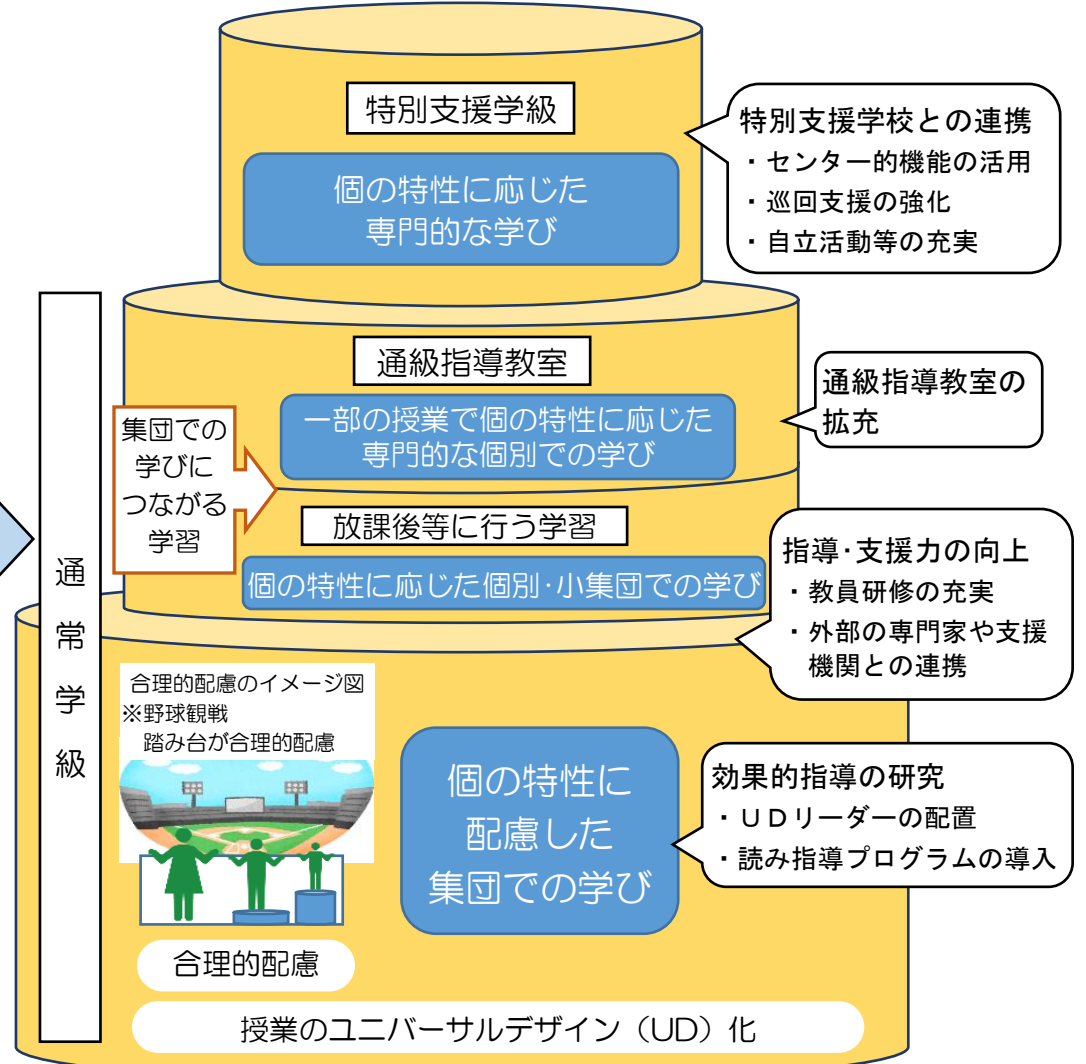 特別支援学級
個の特性に応じた
専門的な学び
特別支援学校との連携
・センター的機能の活用
・巡回支援の強化
・自立活動等の充実
通級指導教室
一部の授業で個の特性に応じた
専門的な個別での学び
通級指導教室の
拡充
集団での
学びに
つながる
学習
放課後等に行う学習
個の特性に応じた個別・小集団での学び
指導・支援力の向上
・教員研修の充実
・外部の専門家や支援
機関との連携
通常学級
合理的配慮のイメージ図
※野球観戦
踏み台が合理的配慮
個の特性に
配慮した
集団での学び
効果的指導の研究
・ＵＤリーダーの配置
・読み指導プログラムの導入
合理的配慮
授業のユニバーサルデザイン（UD）化